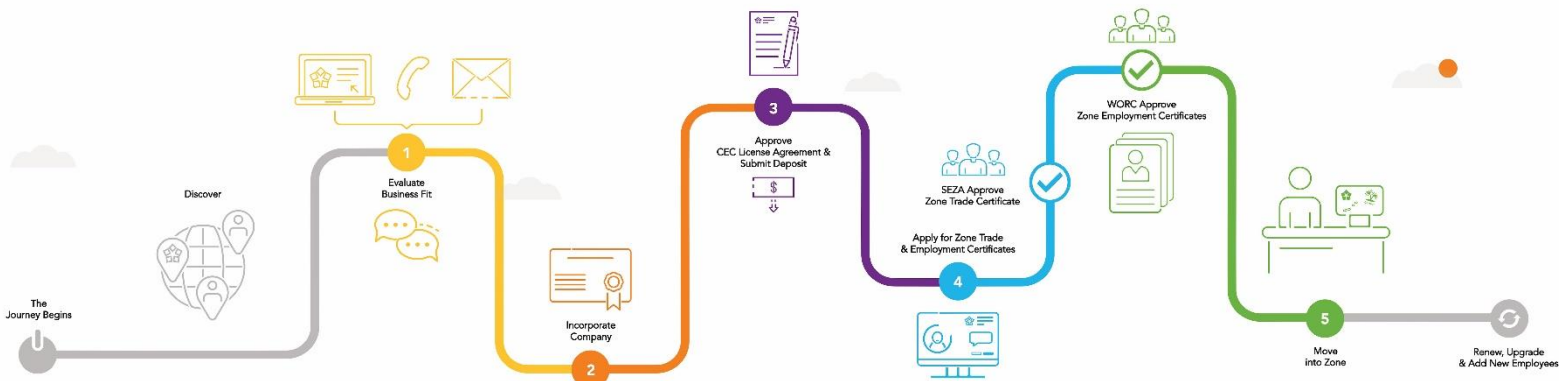 The
Journey Begins
Discover
1
Evaluate
Business Fit
2
Incorporate
Company
3
Approve
CEC License Agreement &
Submit Deposit
$
4
Apply for Zone Trade
& Employment Certificates
SEZA Approve
Zone Trade Certificate
WORC Approve
Zone Employment Certificates
5
Move
into Zone
Renew, Upgrade
& Add New Employees